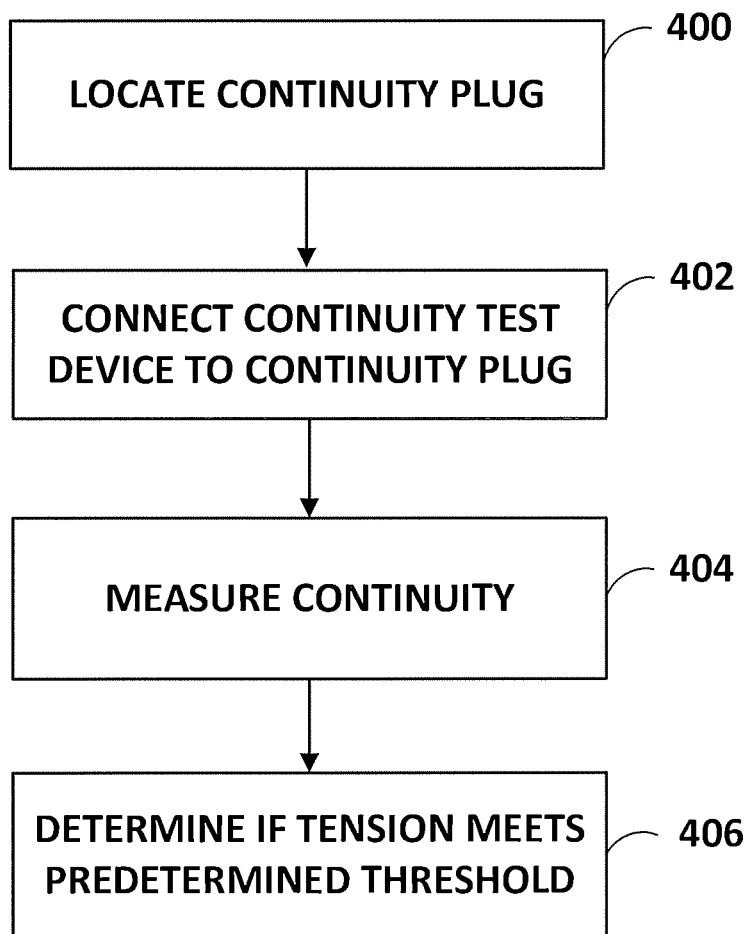 400
LOCATE CONTINUITY PLUG
402
CONNECT CONTINUITY TEST
DEVICE TO CONTINUITY PLUG
404
MEASURE CONTINUITY
406
DETERMINE IF TENSION MEETS
PREDETERMINED THRESHOLD